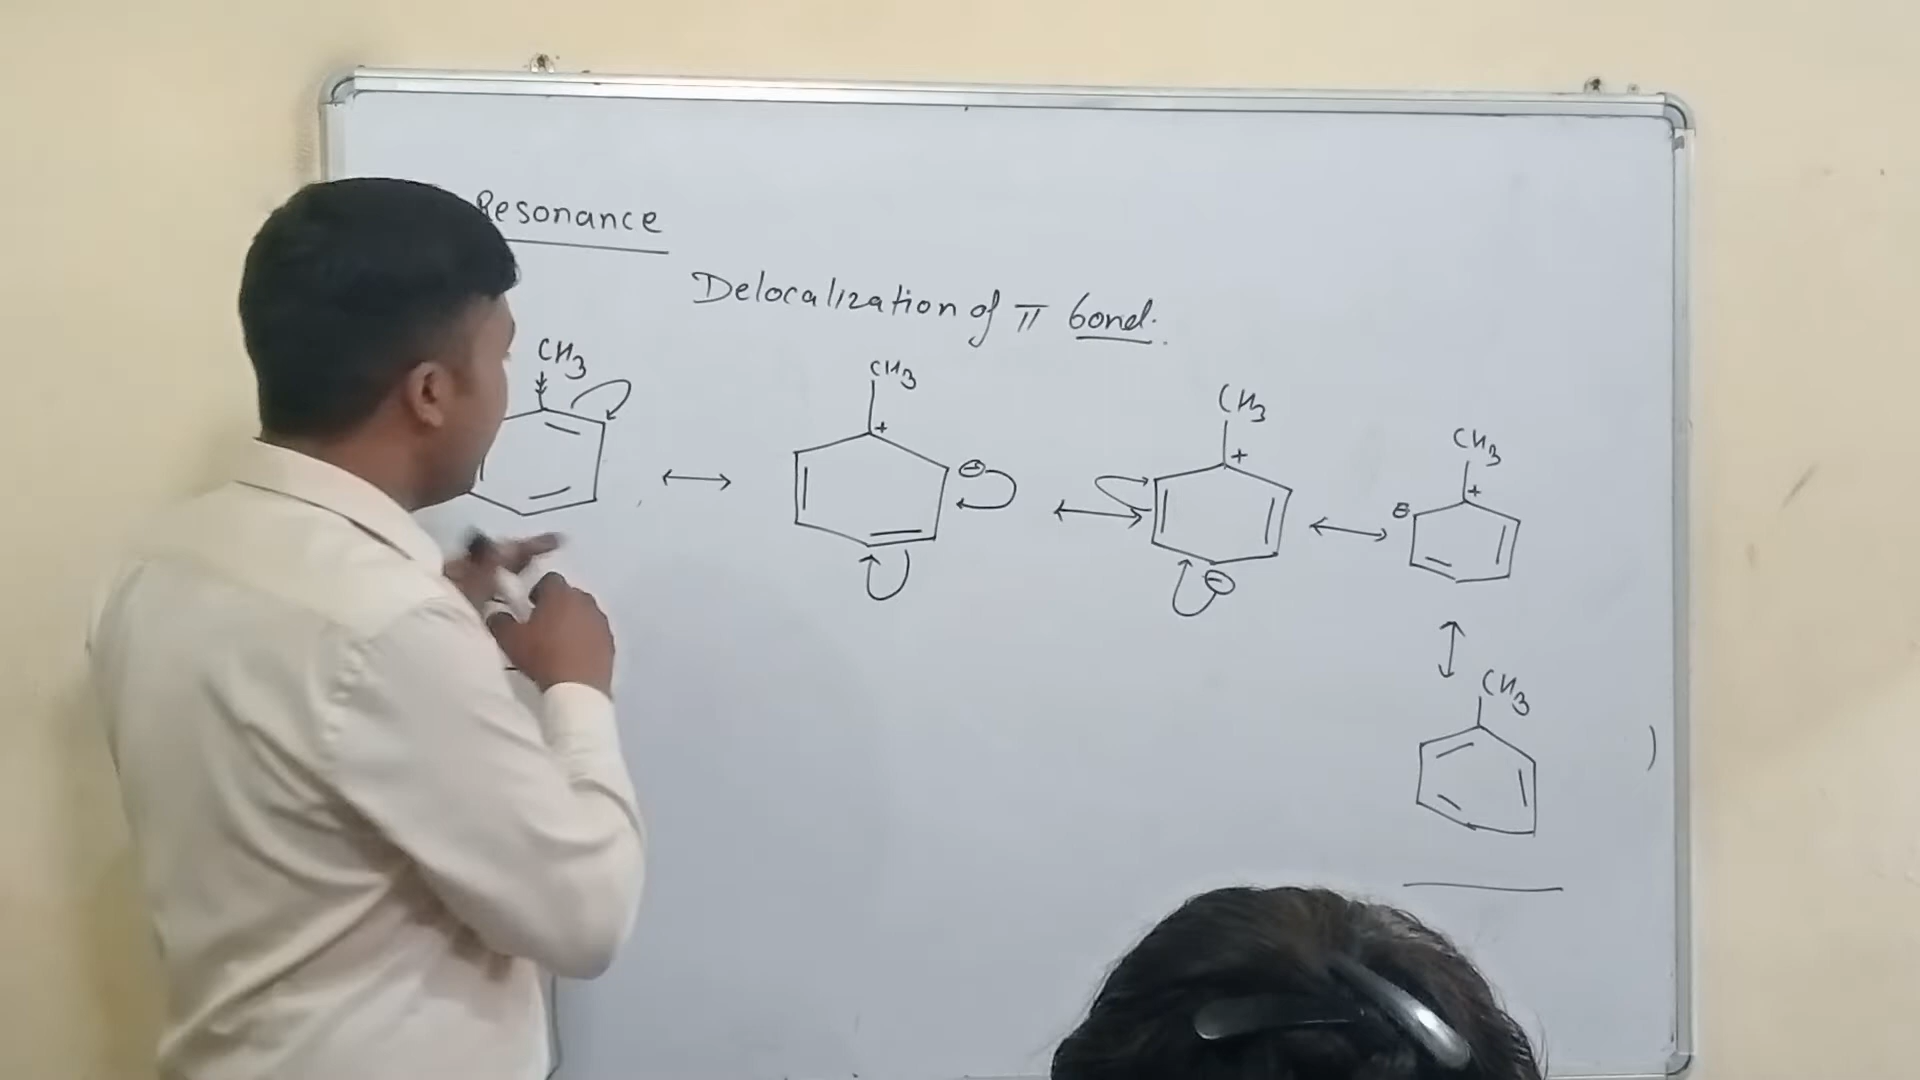 Resonance
Delocalization of π bond.
CH3
CH3
+
⊖
CH3
+
⊖
CH3
+
⊖
CH3